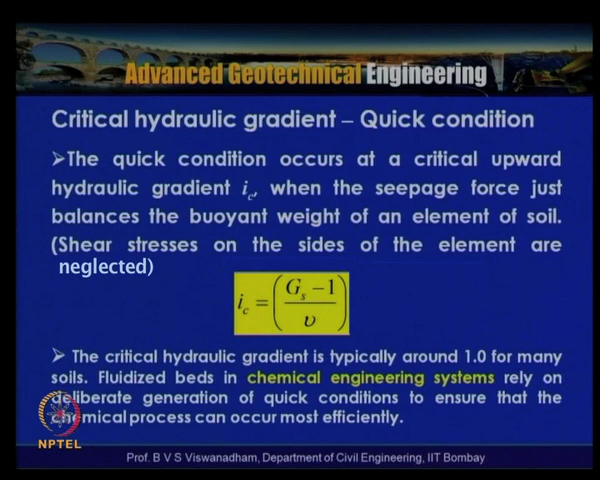 Advanced Geotechnical Engineering
Critical hydraulic gradient – Quick condition
➢The quick condition occurs at a critical upward
hydraulic gradient i_c, when the seepage force just
balances the buoyant weight of an element of soil.
(Shear stresses on the sides of the element are
neglected)
i_c = ( (G_s − 1) / υ )
➢ The critical hydraulic gradient is typically around 1.0 for many
soils. Fluidized beds in chemical engineering systems rely on
deliberate generation of quick conditions to ensure that the
chemical process can occur most efficiently.
NPTEL
Prof. B V S Viswanadham, Department of Civil Engineering, IIT Bombay